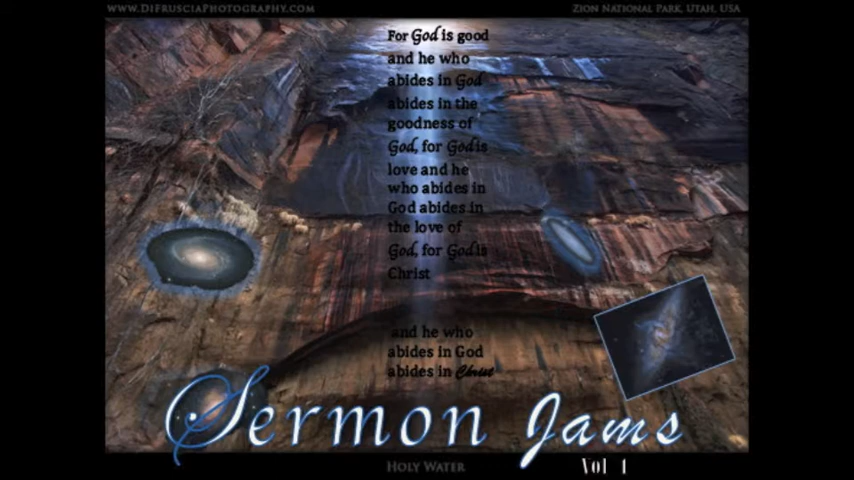 www.DiFrusciaPhotography.com
Zion National Park, Utah, USA
For God is good
and he who
abides in God
abides in the
goodness of
God, for God is
love and he
who abides in
God abides in
the love of
God, for God is
Christ
and he who
abides in God
abides in Christ
Sermon Jams
Vol 1
Holy Water